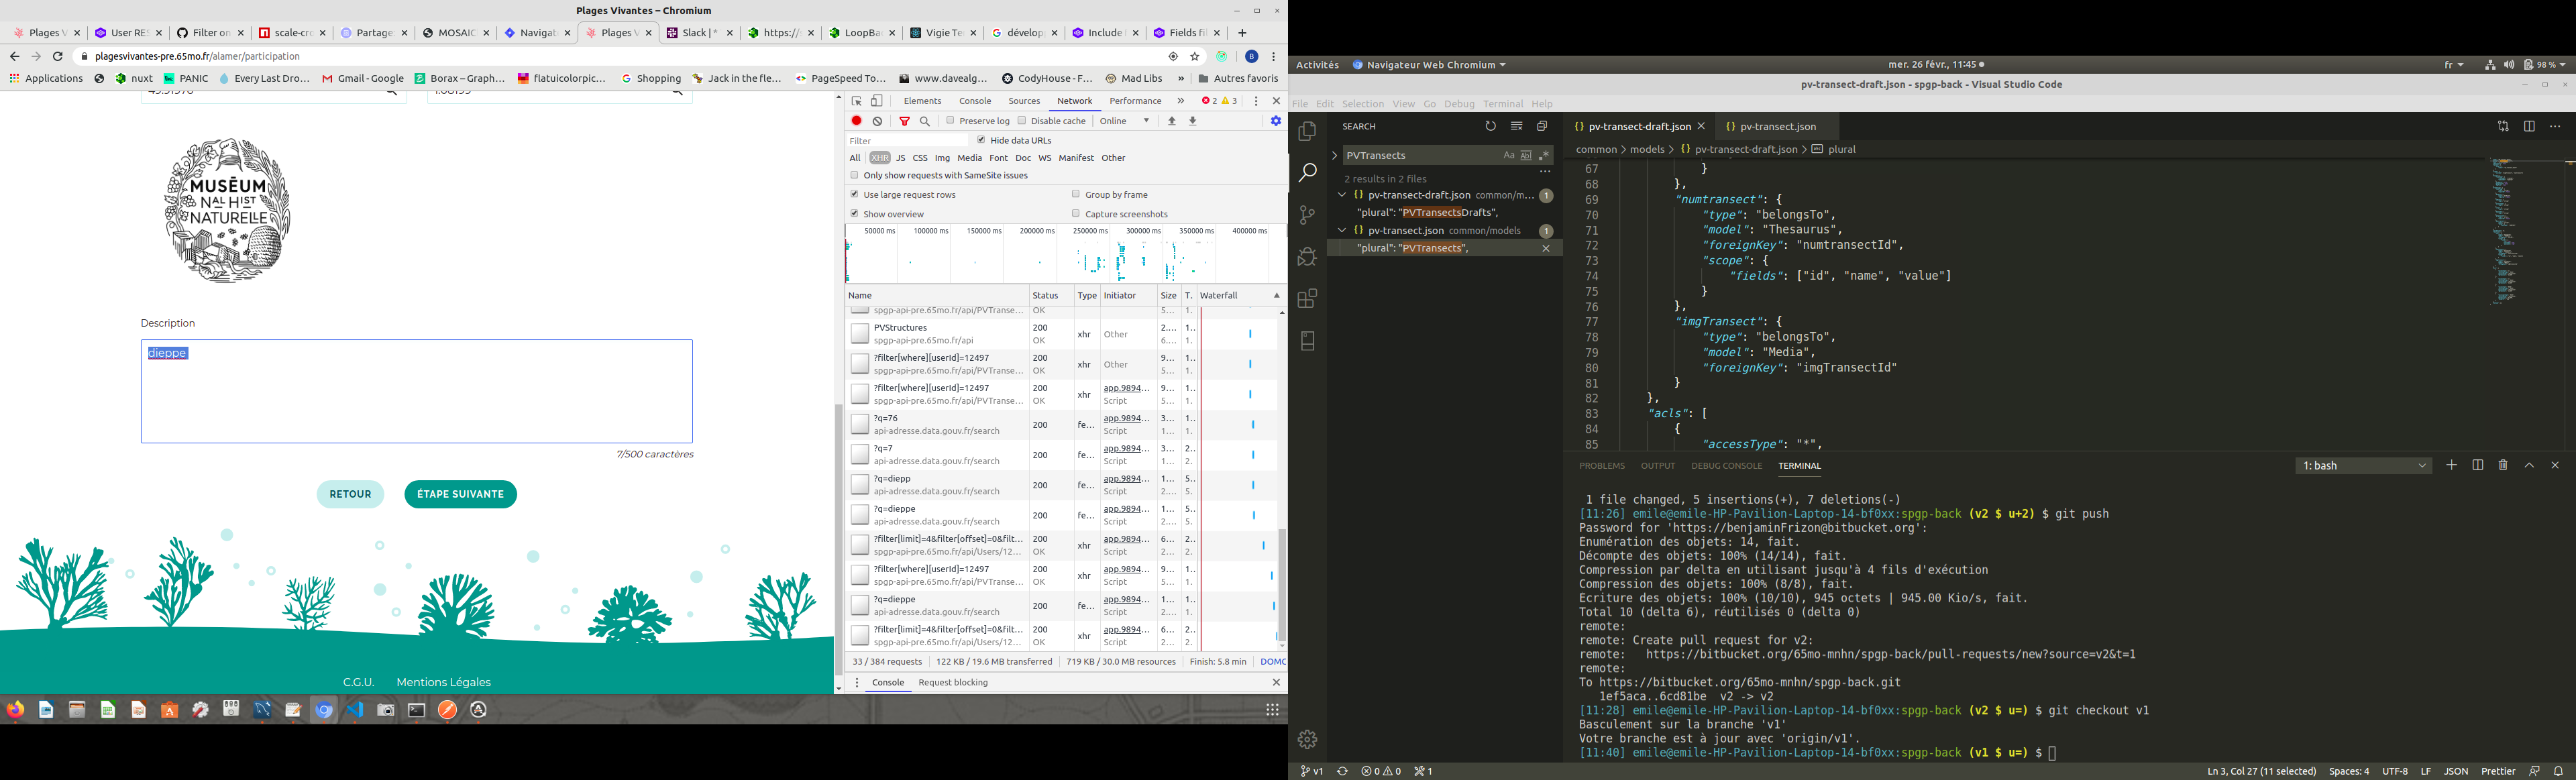 Plages Vivantes – Chromium
Plages V
User RES
Filter on
scale-cro
Partage
MOSAIC
Navigat
Plages V
Slack | *
https://
LoopBa
Vigie Te
dévelop
Include
Fields fil
plagesvivantes-pre.65mo.fr/alamer/participation
B
Applications
nuxt
PANIC
Every Last Dro…
Gmail - Google
Borax – Graph…
flatuicolorpic…
Shopping
Jack in the fle…
PageSpeed To…
www.davealg…
CodyHouse - F…
Mad Libs
»
Autres favoris
MUSEUM
NAL HIST
NATURELLE
Description
dieppe
7/500 caractères
RETOUR
ÉTAPE SUIVANTE
C.G.U.
Mentions Légales
Elements Console Sources Network Performance » 2 3
Preserve log Disable cache Online
Filter Hide data URLs
All XHR JS CSS Img Media Font Doc WS Manifest Other
Only show requests with SameSite issues
Use large request rows Group by frame
Show overview Capture screenshots
50000 ms 100000 ms 150000 ms 200000 ms 250000 ms 300000 ms 350000 ms 400000 ms
Name Status Type Initiator Size T. Waterfall
spgp-api-pre.65mo.fr/api/PVTranse… OK 5… 1.
PVStructures 200 xhr Other 2.… 1.
spgp-api-pre.65mo.fr/api OK 6.… 1.
?filter[where][userId]=12497 200 xhr Other 9… 1.
spgp-api-pre.65mo.fr/api/PVTranse… OK 5… 1.
?filter[where][userId]=12497 200 xhr app.9894… 9… 1.
spgp-api-pre.65mo.fr/api/PVTranse… OK Script 5… 1.
?q=76 200 fe… app.9894… 3… 1.
api-adresse.data.gouv.fr/search Script 1… 1.
?q=7 200 fe… app.9894… 3… 2.
api-adresse.data.gouv.fr/search Script 1… 2.
?q=diepp 200 fe… app.9894… 1… 5.
api-adresse.data.gouv.fr/search Script 2.… 5.
?q=dieppe 200 fe… app.9894… 1… 5.
api-adresse.data.gouv.fr/search Script 2.… 5.
?filter[limit]=4&filter[offset]=0&filt… 200 xhr app.9894… 6… 2.
spgp-api-pre.65mo.fr/api/Users/12… OK Script 2… 2.
?filter[where][userId]=12497 200 xhr app.9894… 9… 1.
spgp-api-pre.65mo.fr/api/PVTranse… OK Script 5… 1.
?q=dieppe 200 fe… app.9894… 1… 1.
api-adresse.data.gouv.fr/search Script 2.… 1.
?filter[limit]=4&filter[offset]=0&filt… 200 xhr app.9894… 6… 2.
spgp-api-pre.65mo.fr/api/Users/12… OK Script 2… 2.
33 / 384 requests 122 KB / 19.6 MB transferred 719 KB / 30.0 MB resources Finish: 5.8 min DOMC
Console Request blocking
Activités Navigateur Web Chromium mer. 26 févr., 11:45 fr 98 %
pv-transect-draft.json - spgp-back - Visual Studio Code
File Edit Selection View Go Debug Terminal Help
SEARCH
PVTransects Aa Abl .*
2 results in 2 files
pv-transect-draft.json common/m… 1
"plural": "PVTransectsDrafts",
pv-transect.json common/models 1
"plural": "PVTransects",
pv-transect-draft.json
pv-transect.json
common > models > {} pv-transect-draft.json > plural
67 }
68 },
69 "numtransect": {
70 "type": "belongsTo",
71 "model": "Thesaurus",
72 "foreignKey": "numtransectId",
73 "scope": {
74 "fields": ["id", "name", "value"]
75 }
76 },
77 "imgTransect": {
78 "type": "belongsTo",
79 "model": "Media",
80 "foreignKey": "imgTransectId"
81 }
82 },
83 "acls": [
84 {
85 "accessType": "*",
PROBLEMS OUTPUT DEBUG CONSOLE TERMINAL 1: bash
1 file changed, 5 insertions(+), 7 deletions(-)
[11:26] emile@emile-HP-Pavilion-Laptop-14-bf0xx:spgp-back (v2 $ u+2) $ git push
Password for 'https://benjaminFrizon@bitbucket.org':
Enumération des objets: 14, fait.
Décompte des objets: 100% (14/14), fait.
Compression par delta en utilisant jusqu'à 4 fils d'exécution
Compression des objets: 100% (8/8), fait.
Ecriture des objets: 100% (10/10), 945 octets | 945.00 Kio/s, fait.
Total 10 (delta 6), réutilisés 0 (delta 0)
remote:
remote: Create pull request for v2:
remote: https://bitbucket.org/65mo-mnhn/spgp-back/pull-requests/new?source=v2&t=1
remote:
To https://bitbucket.org/65mo-mnhn/spgp-back.git
1ef5aca..6cd81be v2 -> v2
[11:28] emile@emile-HP-Pavilion-Laptop-14-bf0xx:spgp-back (v2 $ u=) $ git checkout v1
Basculement sur la branche 'v1'
Votre branche est à jour avec 'origin/v1'.
[11:40] emile@emile-HP-Pavilion-Laptop-14-bf0xx:spgp-back (v1 $ u=) $
v1 0 0 1
Ln 3, Col 27 (11 selected) Spaces: 4 UTF-8 LF JSON Prettier